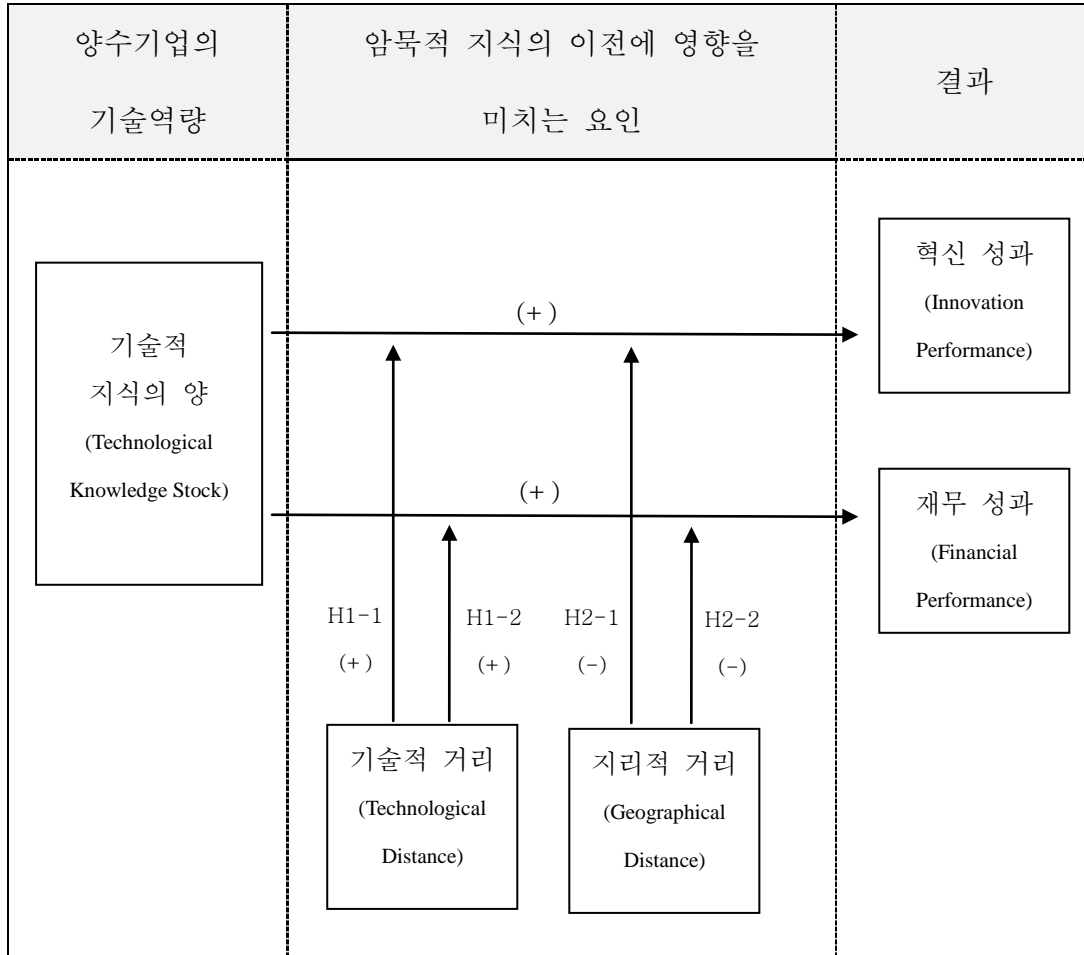 양수기업의
기술역량
암묵적 지식의 이전에 영향을
미치는 요인
결과
기술적
지식의 양
(Technological
Knowledge Stock)
(+)
(+)
혁신 성과
(Innovation
Performance)
재무 성과
(Financial
Performance)
H1-1
(+)
H1-2
(+)
H2-1
(-)
H2-2
(-)
기술적 거리
(Technological
Distance)
지리적 거리
(Geographical
Distance)